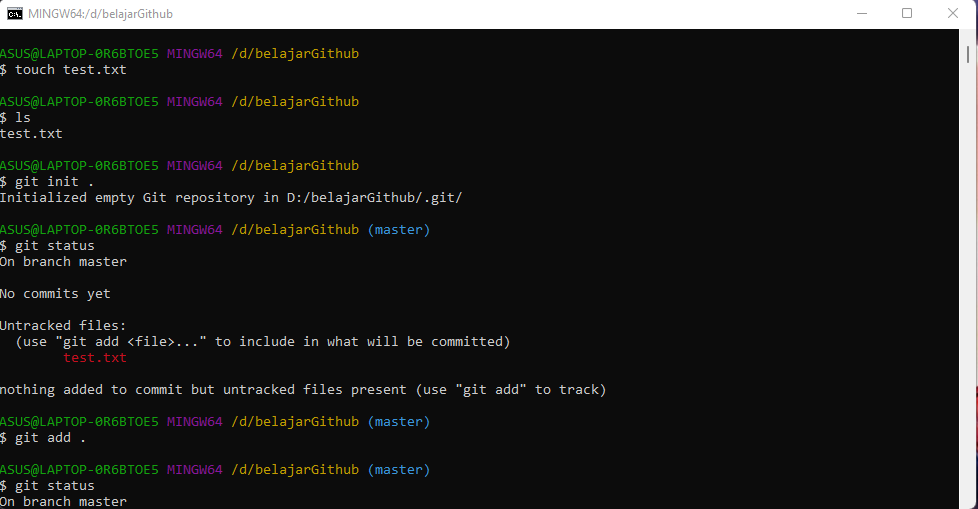 MINGW64:/d/belajarGithub
ASUS@LAPTOP-0R6BTOE5 MINGW64 /d/belajarGithub
$ touch test.txt
ASUS@LAPTOP-0R6BTOE5 MINGW64 /d/belajarGithub
$ ls
test.txt
ASUS@LAPTOP-0R6BTOE5 MINGW64 /d/belajarGithub
$ git init .
Initialized empty Git repository in D:/belajarGithub/.git/
ASUS@LAPTOP-0R6BTOE5 MINGW64 /d/belajarGithub (master)
$ git status
On branch master
No commits yet
Untracked files:
  (use "git add <file>..." to include in what will be committed)
        test.txt
nothing added to commit but untracked files present (use "git add" to track)
ASUS@LAPTOP-0R6BTOE5 MINGW64 /d/belajarGithub (master)
$ git add .
ASUS@LAPTOP-0R6BTOE5 MINGW64 /d/belajarGithub (master)
$ git status
On branch master